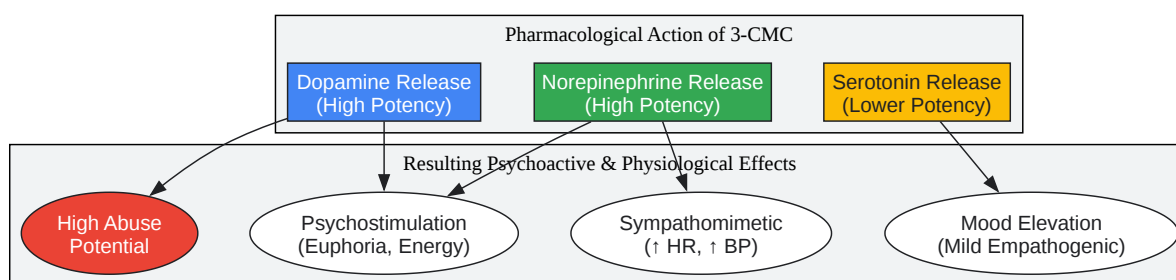 Pharmacological Action of 3-CMC
Dopamine Release
(High Potency)
Norepinephrine Release
(High Potency)
Serotonin Release
(Lower Potency)
Resulting Psychoactive & Physiological Effects
High Abuse
Potential
Psychostimulation
(Euphoria, Energy)
Sympathomimetic
(↑ HR, ↑ BP)
Mood Elevation
(Mild Empathogenic)